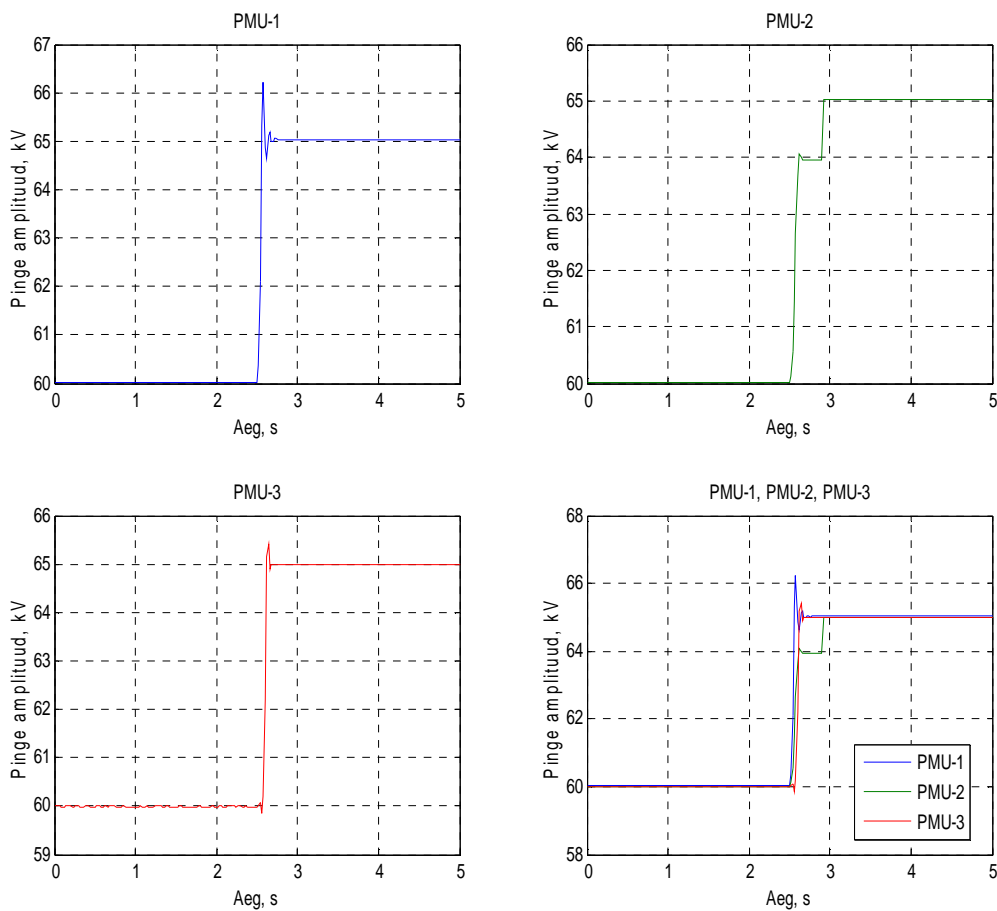 PMU-1
67
66
65
64
63
62
61
60
0 1 2 3 4 5
Pinge amplituud, kV
Aeg, s
PMU-2
66
65
64
63
62
61
60
0 1 2 3 4 5
Pinge amplituud, kV
Aeg, s
PMU-3
66
65
64
63
62
61
60
59
0 1 2 3 4 5
Pinge amplituud, kV
Aeg, s
PMU-1, PMU-2, PMU-3
68
66
64
62
60
58
0 1 2 3 4 5
Pinge amplituud, kV
Aeg, s
PMU-1
PMU-2
PMU-3